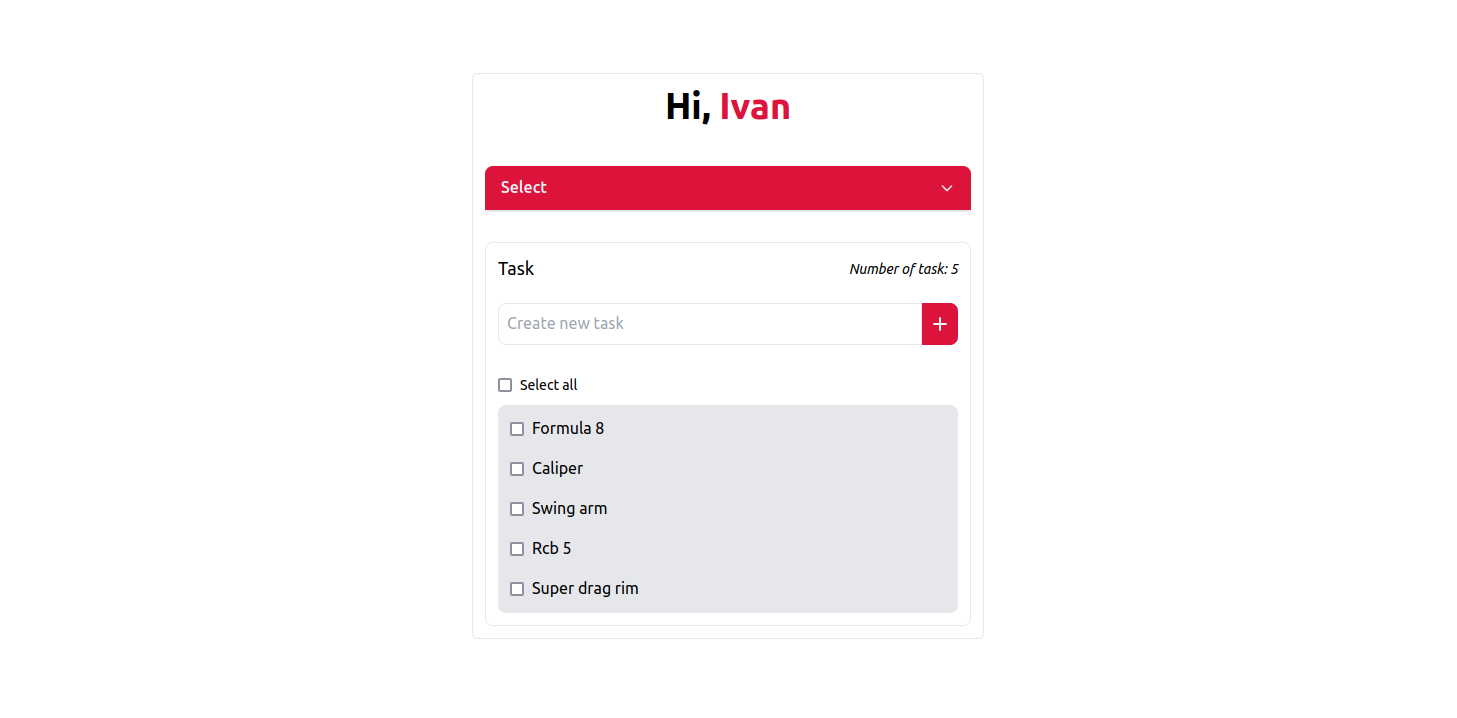 Hi, Ivan
Select
Task
Number of task: 5
Create new task
Select all
Formula 8
Caliper
Swing arm
Rcb 5
Super drag rim